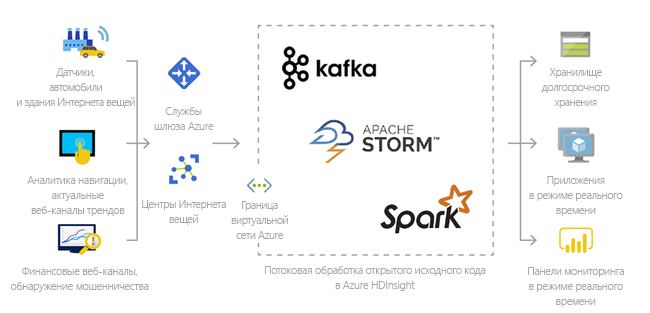 Датчики,
автомобили
и здания Интернета вещей
Аналитика навигации,
актуальные
веб-каналы трендов
Финансовые веб-каналы,
обнаружение мошенничества
Службы
шлюза Azure
Центры Интернета
вещей
Граница
виртуальной
сети Azure
kafka
APACHE
STORM™
Spark
Потоковая обработка открытого исходного кода
в Azure HDInsight
Хранилище
долгосрочного
хранения
Приложения
в режиме реального
времени
Панели мониторинга
в режиме реального
времени